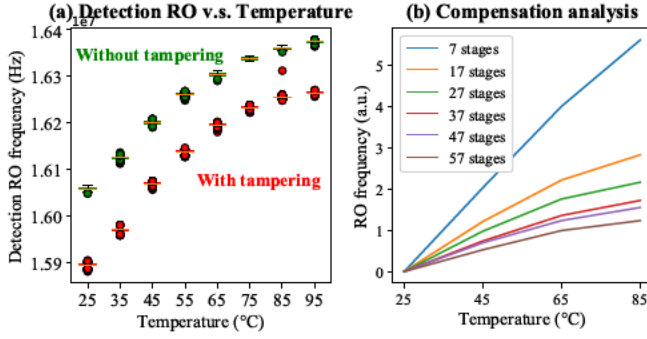 (a) Detection RO v.s. Temperature
1e7
1.64
1.63
1.62
1.61
1.60
1.59
Detection RO frequency (Hz)
Without tampering
With tampering
25 35 45 55 65 75 85 95
Temperature (°C)
(b) Compensation analysis
5
4
3
2
1
0
RO frequency (a.u.)
7 stages
17 stages
27 stages
37 stages
47 stages
57 stages
25 45 65 85
Temperature (°C)